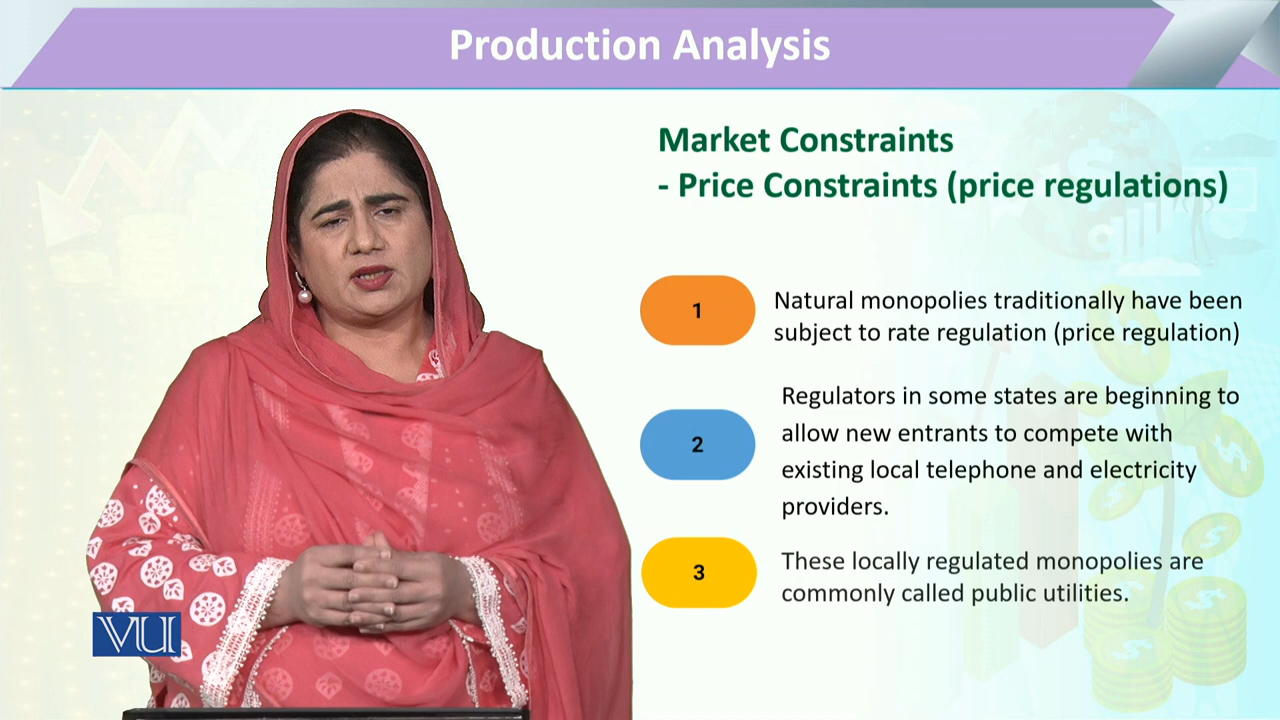 Production Analysis
Market Constraints
- Price Constraints (price regulations)
1
Natural monopolies traditionally have been
subject to rate regulation (price regulation)
2
Regulators in some states are beginning to
allow new entrants to compete with
existing local telephone and electricity
providers.
3
These locally regulated monopolies are
commonly called public utilities.
VU